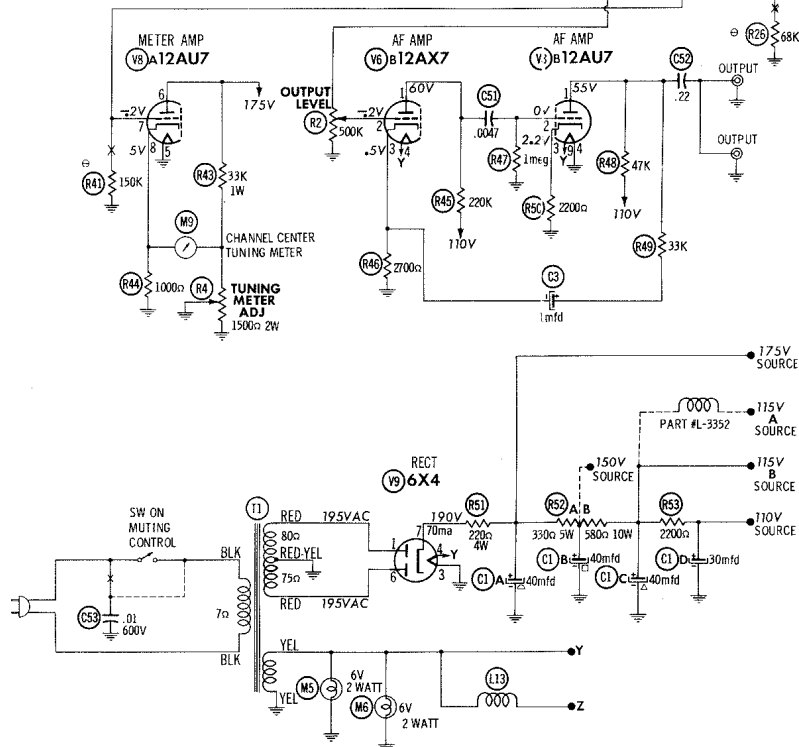 METER AMP
V8 A 12AU7
AF AMP
V6 B 12AX7
AF AMP
B 12AU7
C52
.22
⊖ R26 68K
OUTPUT
OUTPUT
6
175V
OUTPUT LEVEL
R2
500K
-.2V
7
5V
8
5
-.2V
2
.5V
3
4
Y
1
60V
C51
.0047
0V
2
2.2V
3
9
4
Y
1
55V
R47
1meg
R48
47K
110V
⊖
R41
150K
R43
33K
1W
R45
220K
110V
R50
2200Ω
R49
33K
M9
CHANNEL CENTER
TUNING METER
R44
1000Ω
R4
TUNING
METER
ADJ
1500Ω 2W
R46
2700Ω
C3
1mfd
175V
SOURCE
PART #L-3352
115V
A
SOURCE
RECT
V9 6X4
150V
SOURCE
115V
B
SOURCE
SW ON
MUTING
CONTROL
T1
RED
195VAC
80Ω
RED-YEL
75Ω
RED
195VAC
1
6
7
4
3
Y
190V
70ma
R51
220Ω
4W
R52
A
B
330Ω 5W
580Ω 10W
R53
2200Ω
110V
SOURCE
BLK
7Ω
BLK
C53
.01
600V
C1 A 40mfd
C1 B 40mfd
C1 C 40mfd
C1 D 30mfd
YEL
YEL
M5
6V
2 WATT
M6
6V
2 WATT
L13
Y
Z